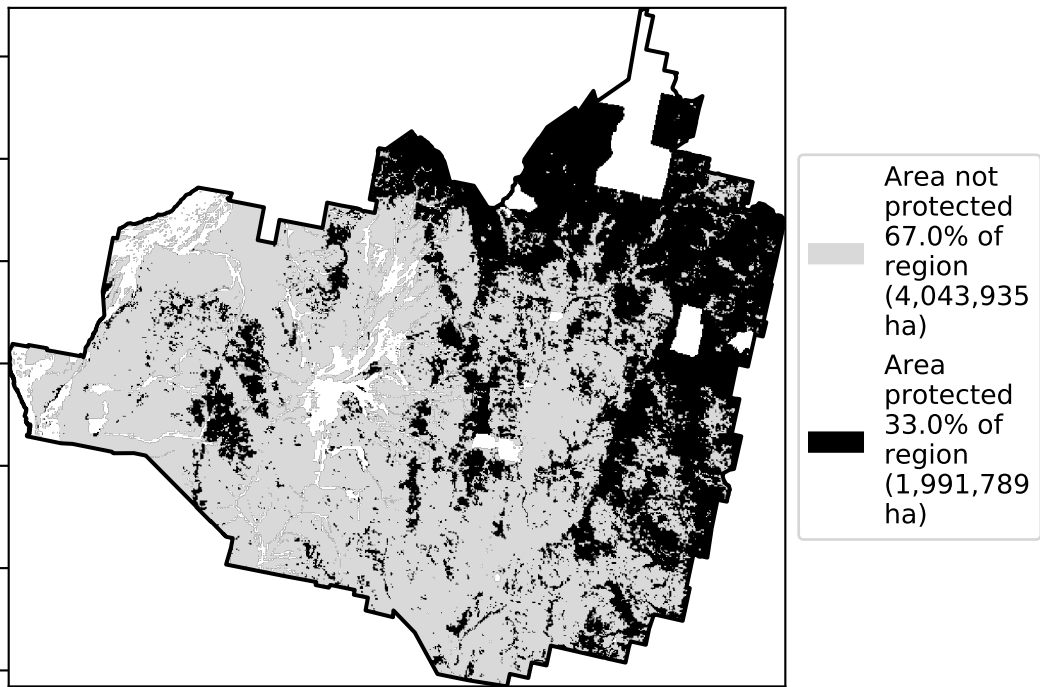 Area not
protected
67.0% of
region
(4,043,935
ha)
Area
protected
33.0% of
region
(1,991,789
ha)